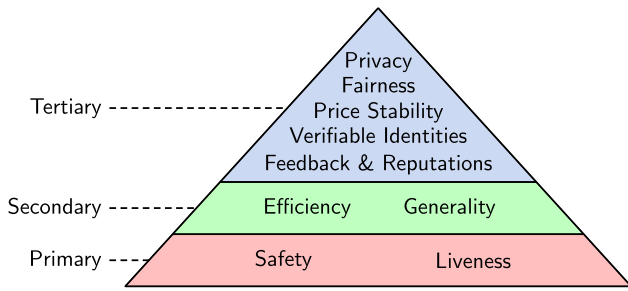 Privacy
Fairness
Tertiary
Price Stability
Verifiable Identities
Feedback & Reputations
Secondary
Efficiency Generality
Primary
Safety Liveness